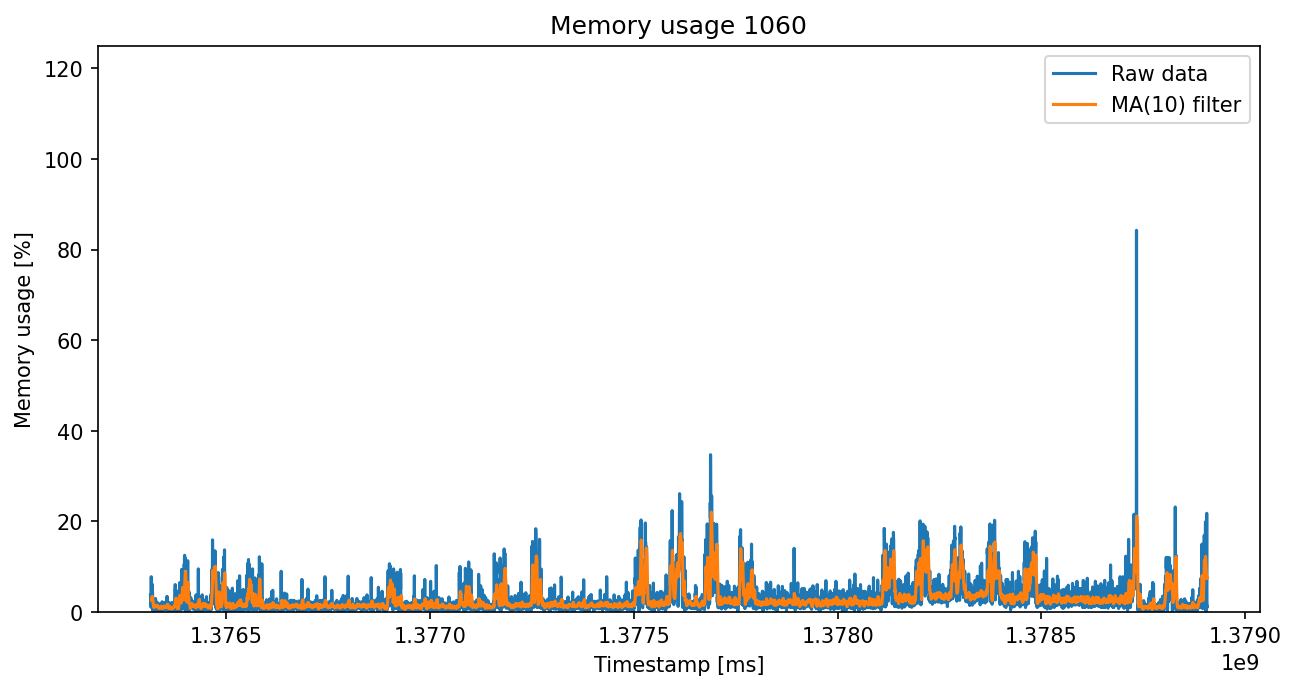 Memory usage 1060
Raw data
MA(10) filter
Memory usage [%]
120
100
80
60
40
20
0
1.3765 1.3770 1.3775 1.3780 1.3785 1.3790
1e9
Timestamp [ms]